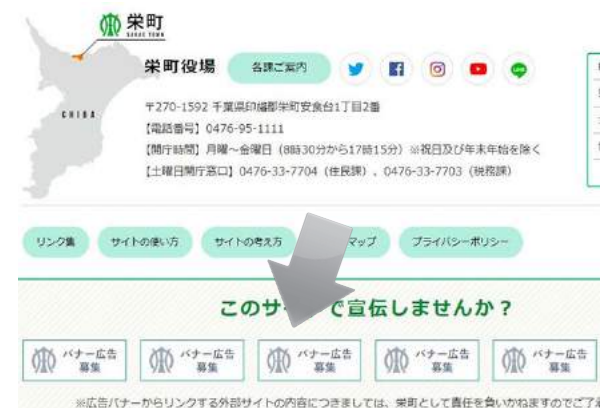 栄町
SAKAE TOWN
CHIBA
栄町役場
各課ご案内
〒270-1592 千葉県印旛郡栄町安食台1丁目2番
【電話番号】0476-95-1111
【開庁時間】月曜～金曜日（8時30分から17時15分）※祝日及び年末年始を除く
【土曜日開庁窓口】0476-33-7704（住民課）、0476-33-7703（税務課）
リンク集
サイトの使い方
サイトの考え方
マップ
プライバシーポリシー
このサ で宣伝しませんか？
バナー広告
募集
バナー広告
募集
バナー広告
募集
バナー広告
募集
バナー広告
募集
※広告バナーからリンクする外部サイトの内容につきましては、栄町として責任を負いかねますのでご了